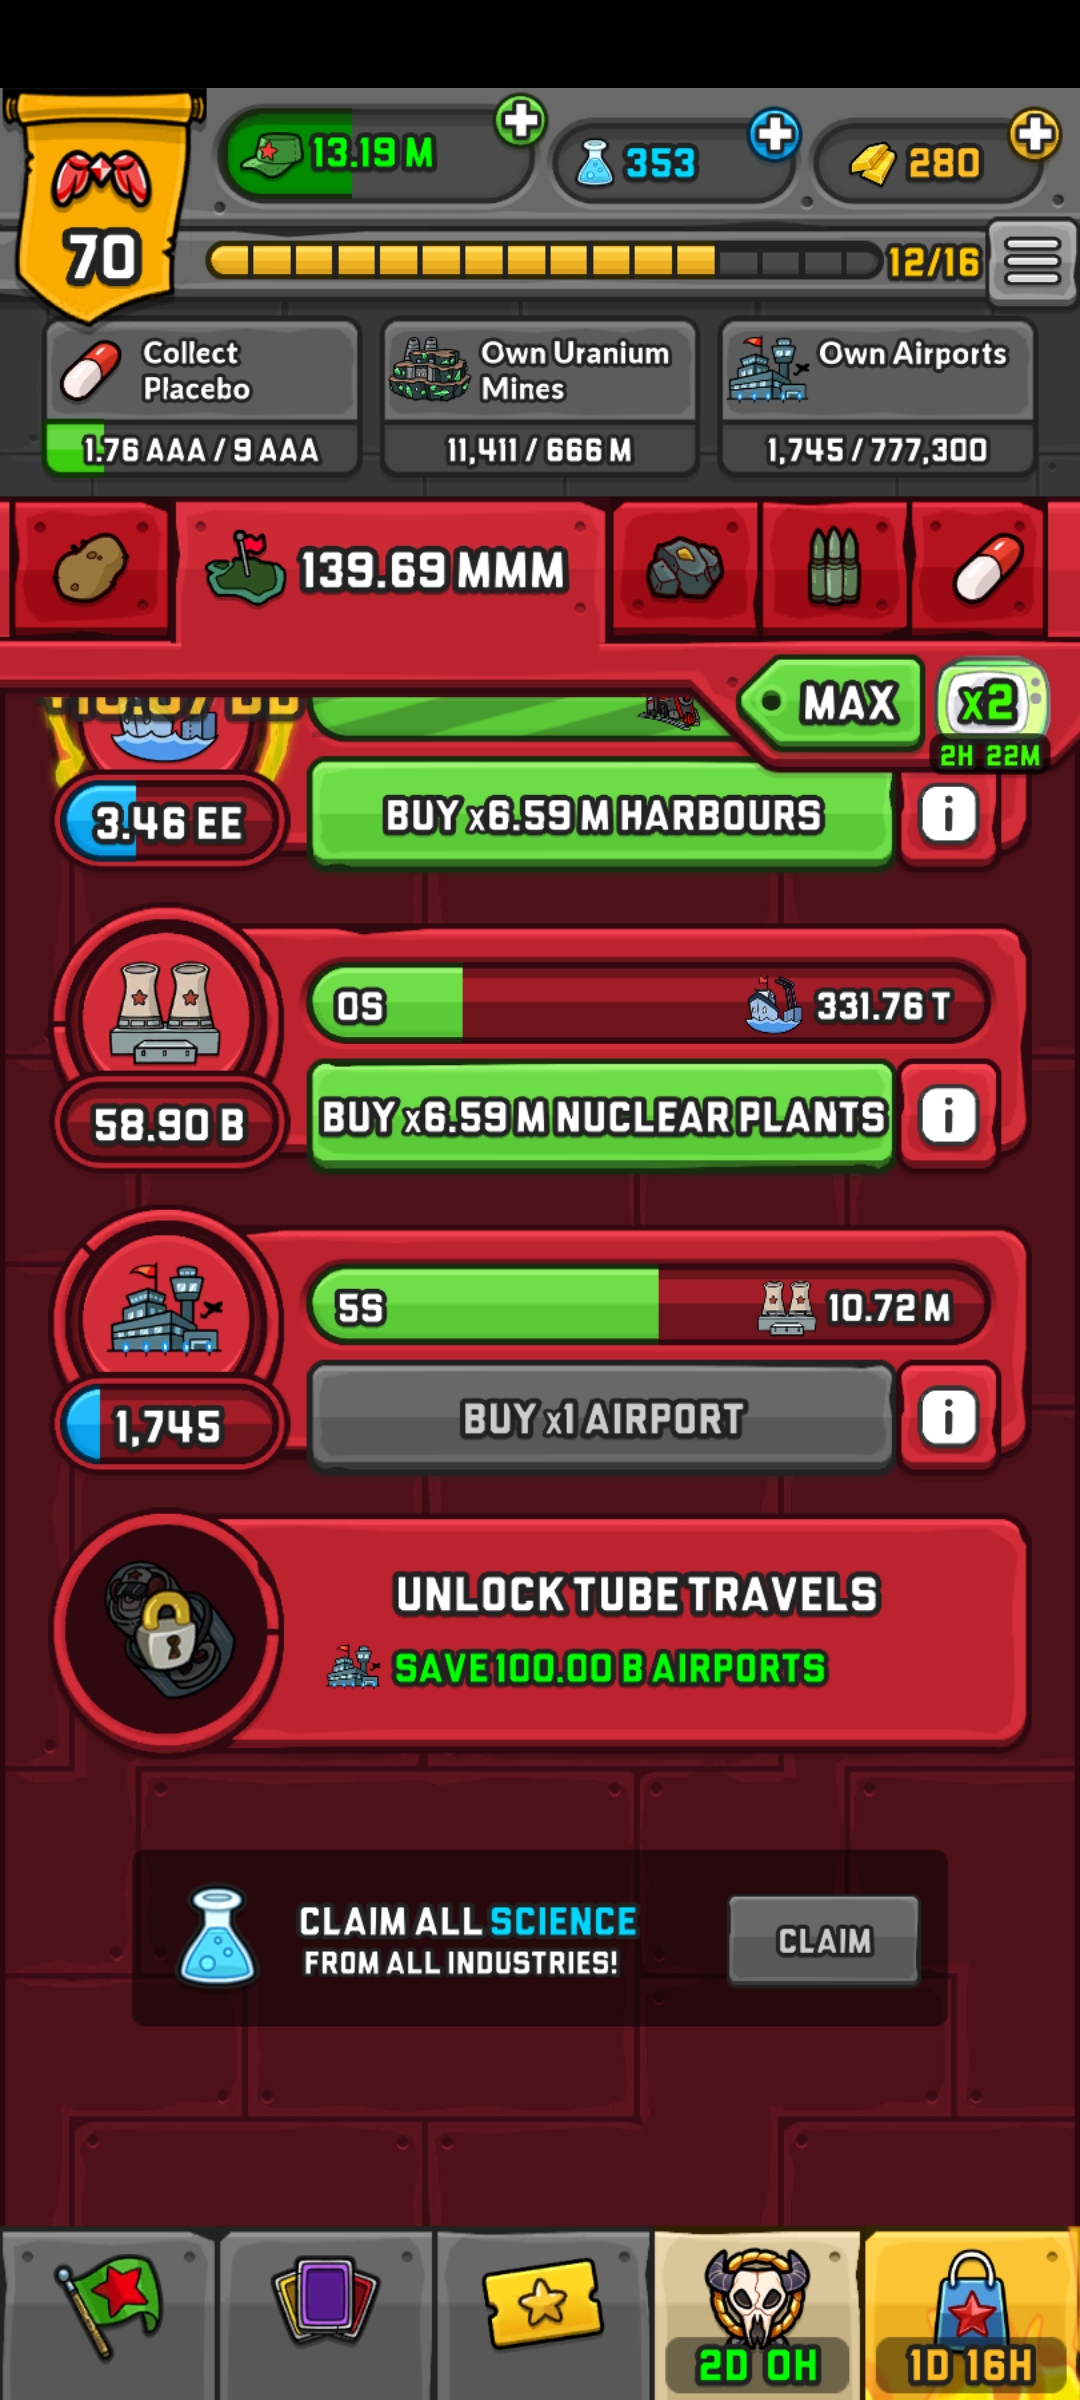 13.19 M
353
280
70
12/16
Collect
Placebo
1.76 AAA / 9 AAA
Own Uranium
Mines
11,411 / 666 M
Own Airports
1,745 / 777,300
139.69 MMM
MAX
x2
2H 22M
3.46 EE
BUY x6.59 M HARBOURS
i
0S
331.76 T
58.90 B
BUY x6.59 M NUCLEAR PLANTS
i
5S
10.72 M
1,745
BUY x1 AIRPORT
i
UNLOCK TUBE TRAVELS
SAVE 100.00 B AIRPORTS
CLAIM ALL SCIENCE
FROM ALL INDUSTRIES!
CLAIM
2D 0H
1D 16H